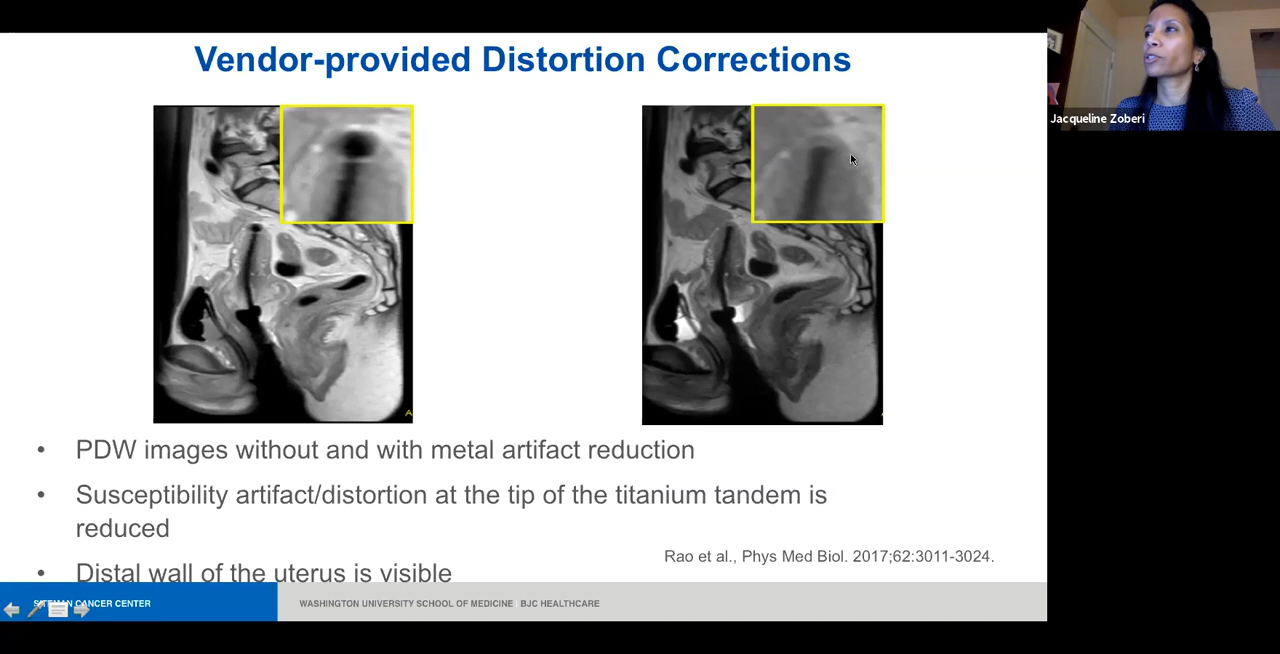 Vendor-provided Distortion Corrections
Jacqueline Zoberi
A
• PDW images without and with metal artifact reduction
• Susceptibility artifact/distortion at the tip of the titanium tandem is
reduced
Rao et al., Phys Med Biol. 2017;62:3011-3024.
• Distal wall of the uterus is visible
SITEMAN CANCER CENTER
WASHINGTON UNIVERSITY SCHOOL OF MEDICINE | BJC HEALTHCARE